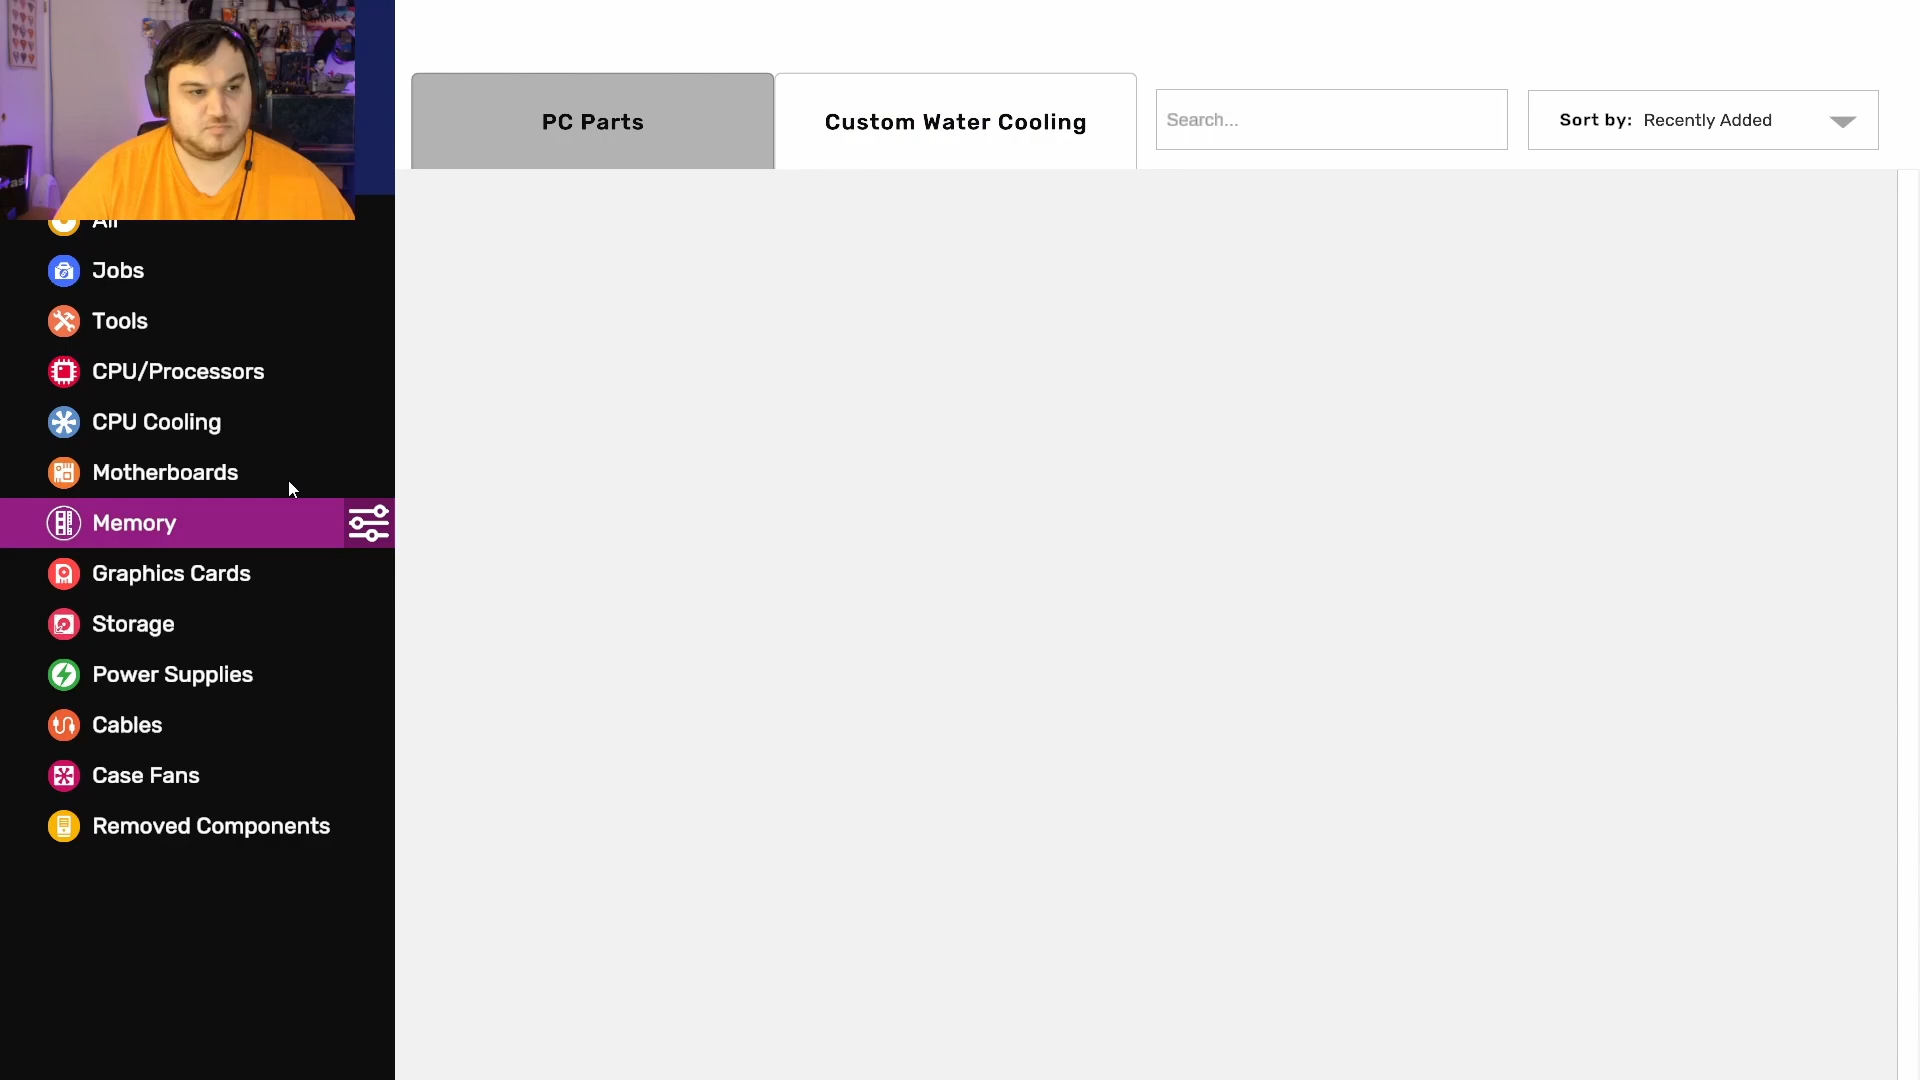 PC Parts
Custom Water Cooling
Search...
Sort by: Recently Added
All
Jobs
Tools
CPU/Processors
CPU Cooling
Motherboards
Memory
Graphics Cards
Storage
Power Supplies
Cables
Case Fans
Removed Components